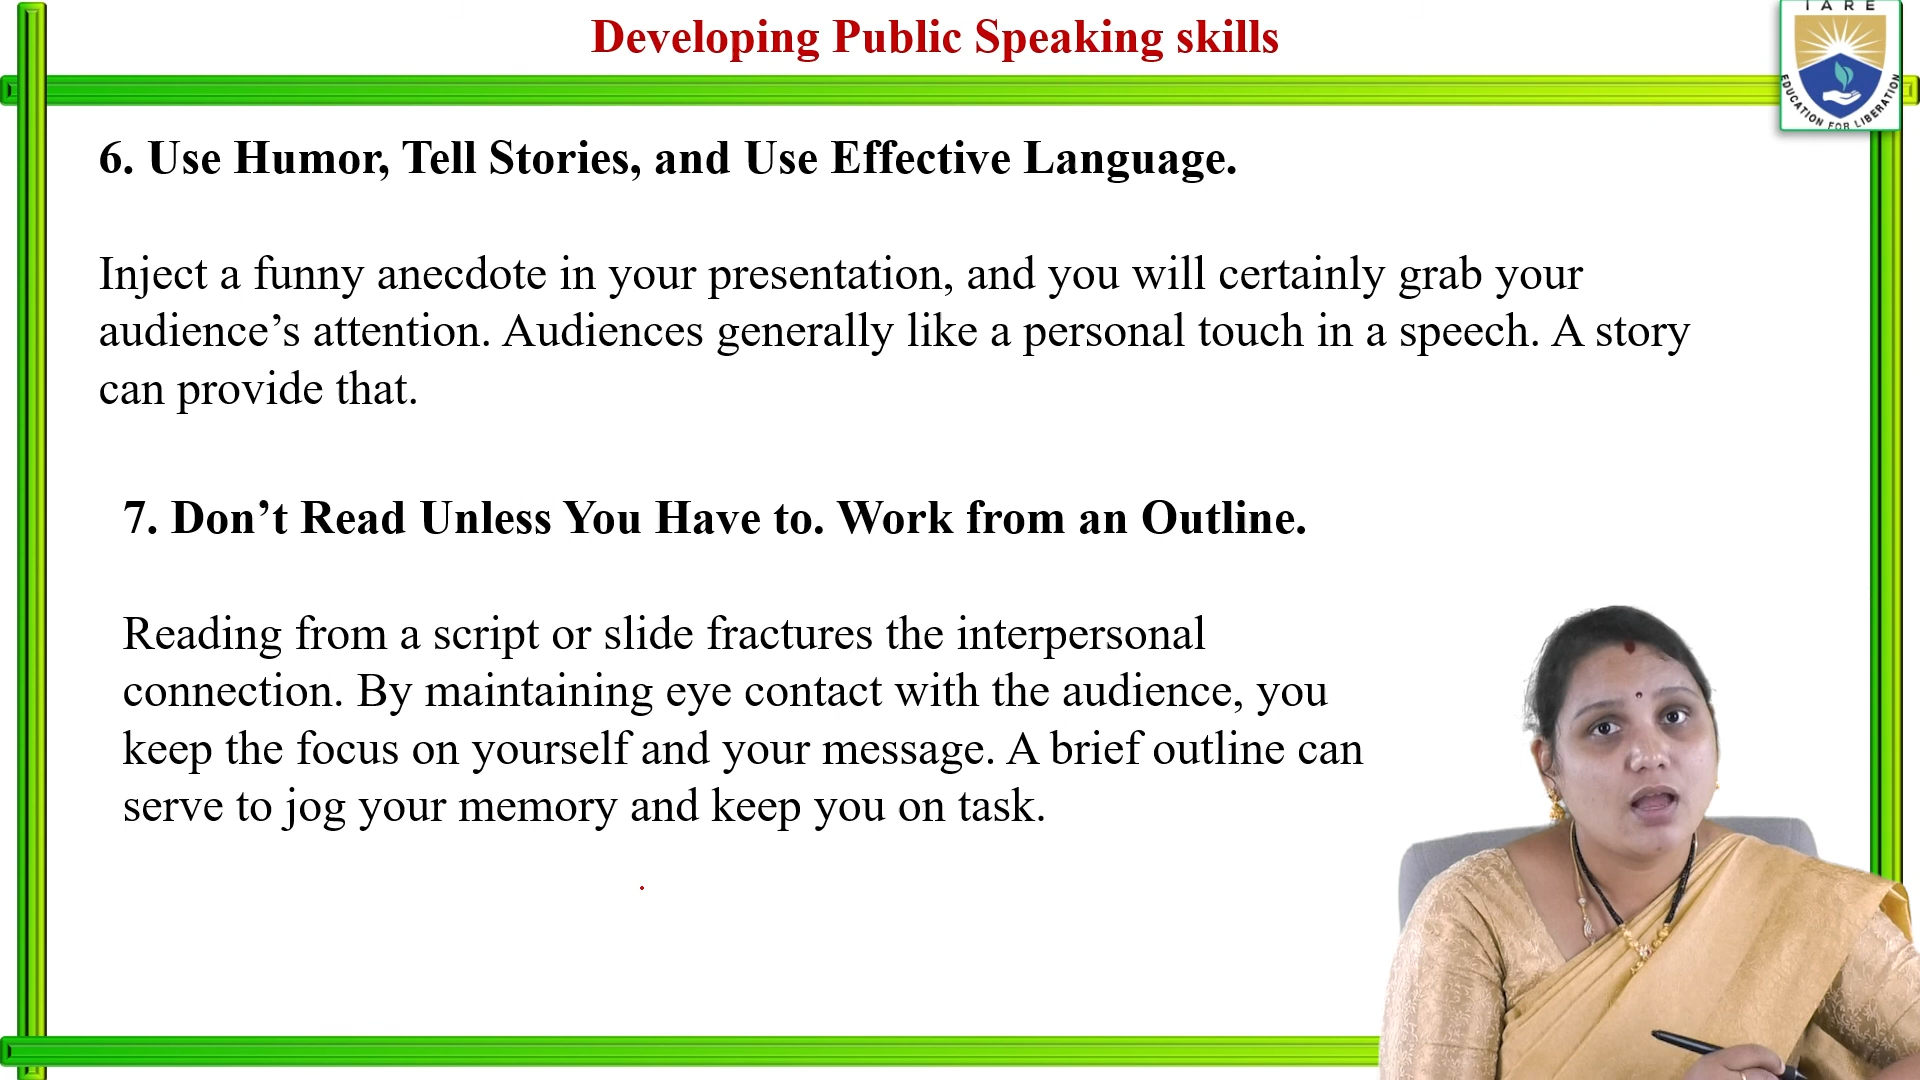 Developing Public Speaking skills
IARE
EDUCATION FOR LIBERATION
6. Use Humor, Tell Stories, and Use Effective Language.
Inject a funny anecdote in your presentation, and you will certainly grab your
audience’s attention. Audiences generally like a personal touch in a speech. A story
can provide that.
7. Don’t Read Unless You Have to. Work from an Outline.
Reading from a script or slide fractures the interpersonal
connection. By maintaining eye contact with the audience, you
keep the focus on yourself and your message. A brief outline can
serve to jog your memory and keep you on task.